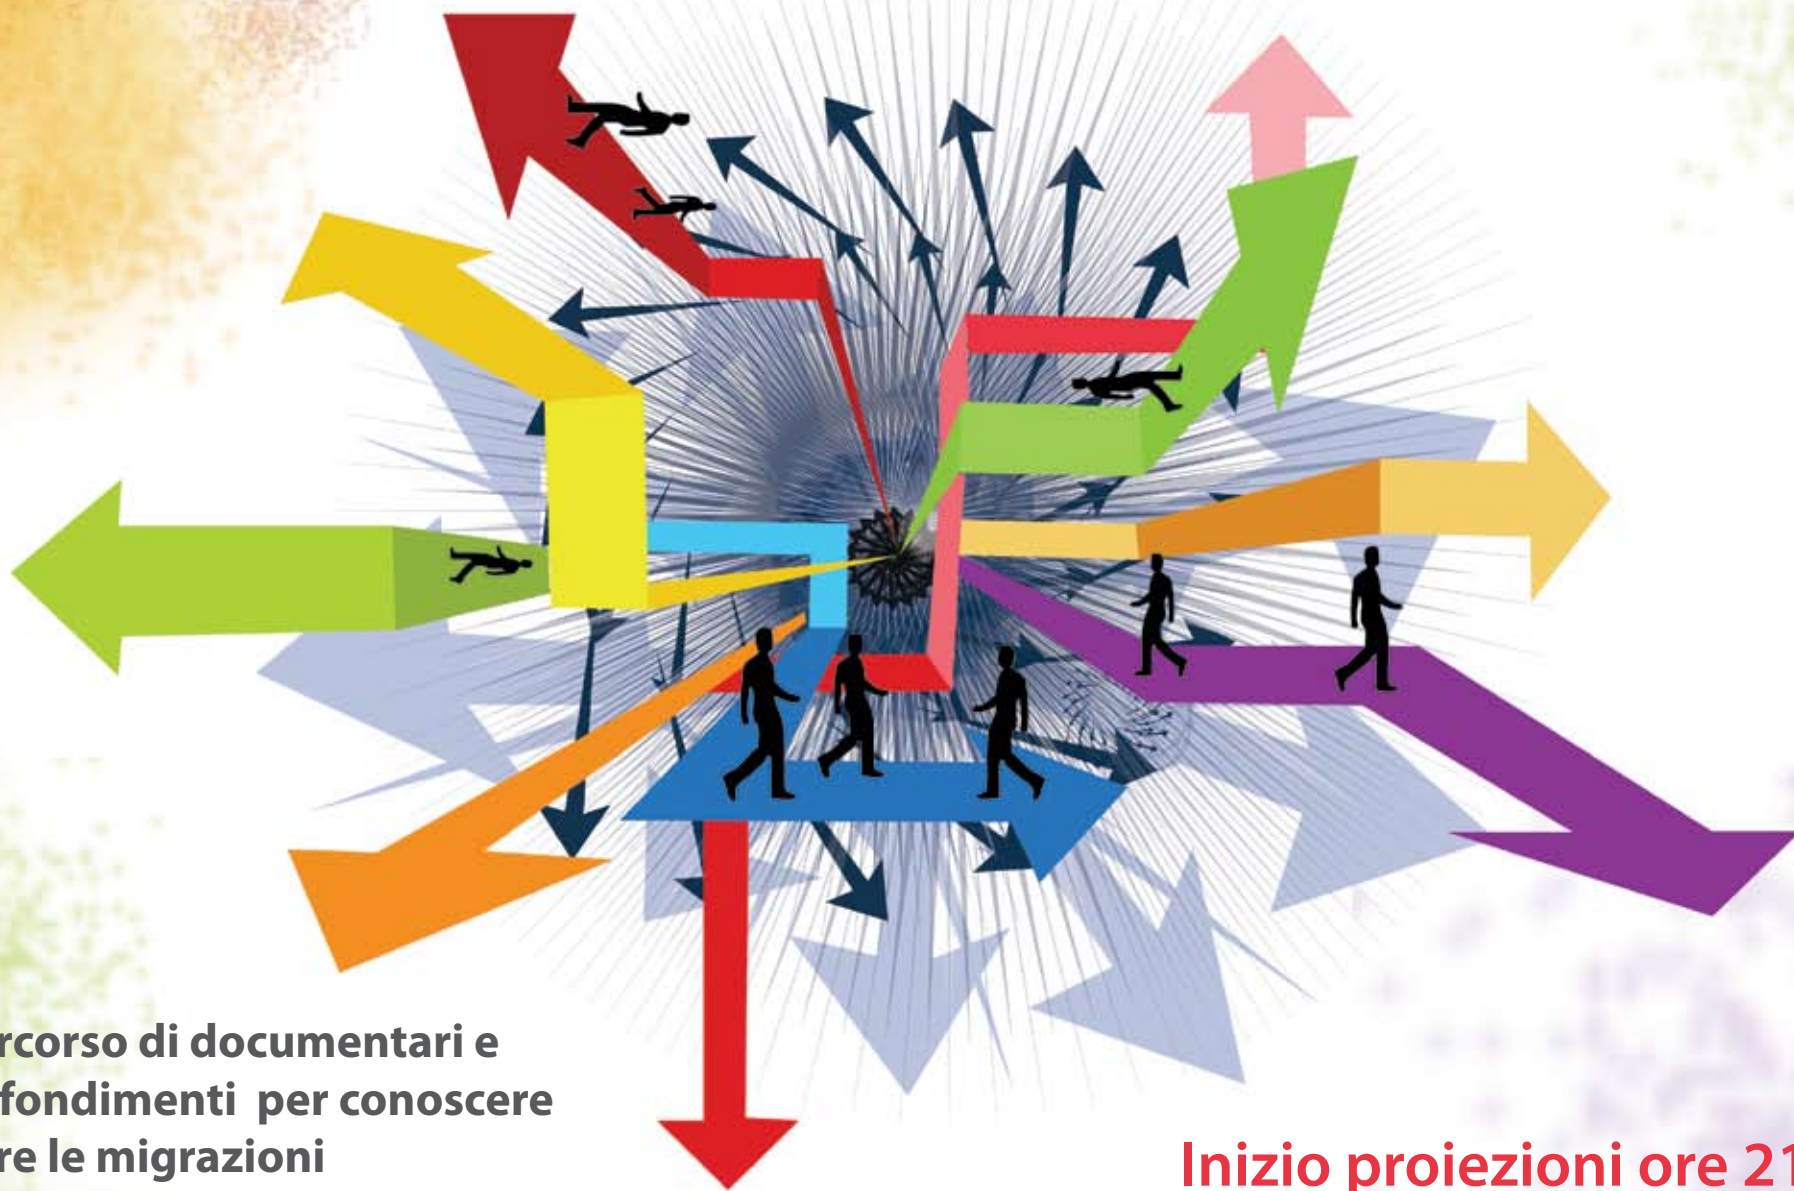 rcorso di documentari e
fondimenti per conoscere
re le migrazioni
Inizio proiezioni ore 21